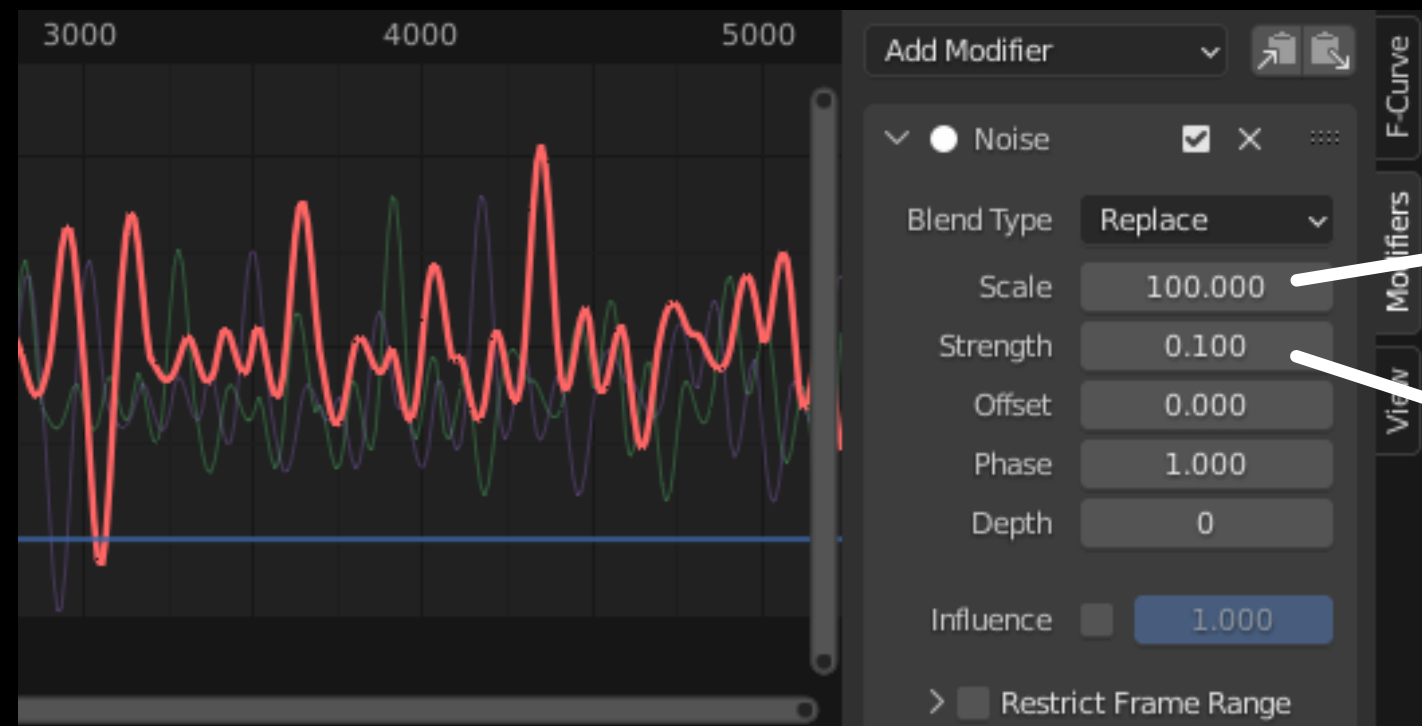 3000 4000 5000
Add Modifier
Noise
Blend Type Replace
Scale 100.000
Strength 0.100
Offset 0.000
Phase 1.000
Depth 0
Influence 1.000
Restrict Frame Range
F-Curve
Modifiers
View